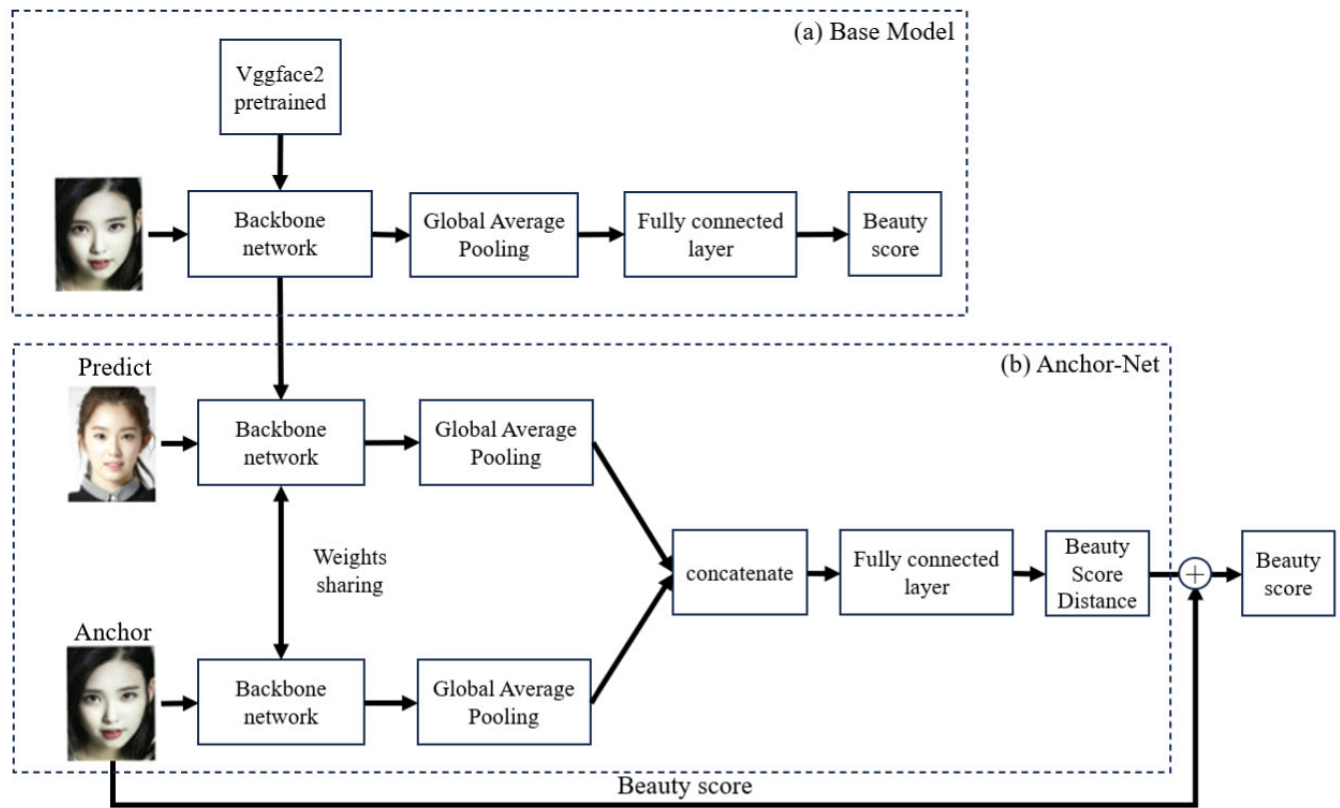 (a) Base Model
Vggface2
pretrained
Backbone
network
Global Average
Pooling
Fully connected
layer
Beauty
score
(b) Anchor-Net
Predict
Backbone
network
Global Average
Pooling
Weights
sharing
concatenate
Fully connected
layer
Beauty
Score
Distance
+
Beauty
score
Anchor
Backbone
network
Global Average
Pooling
Beauty score